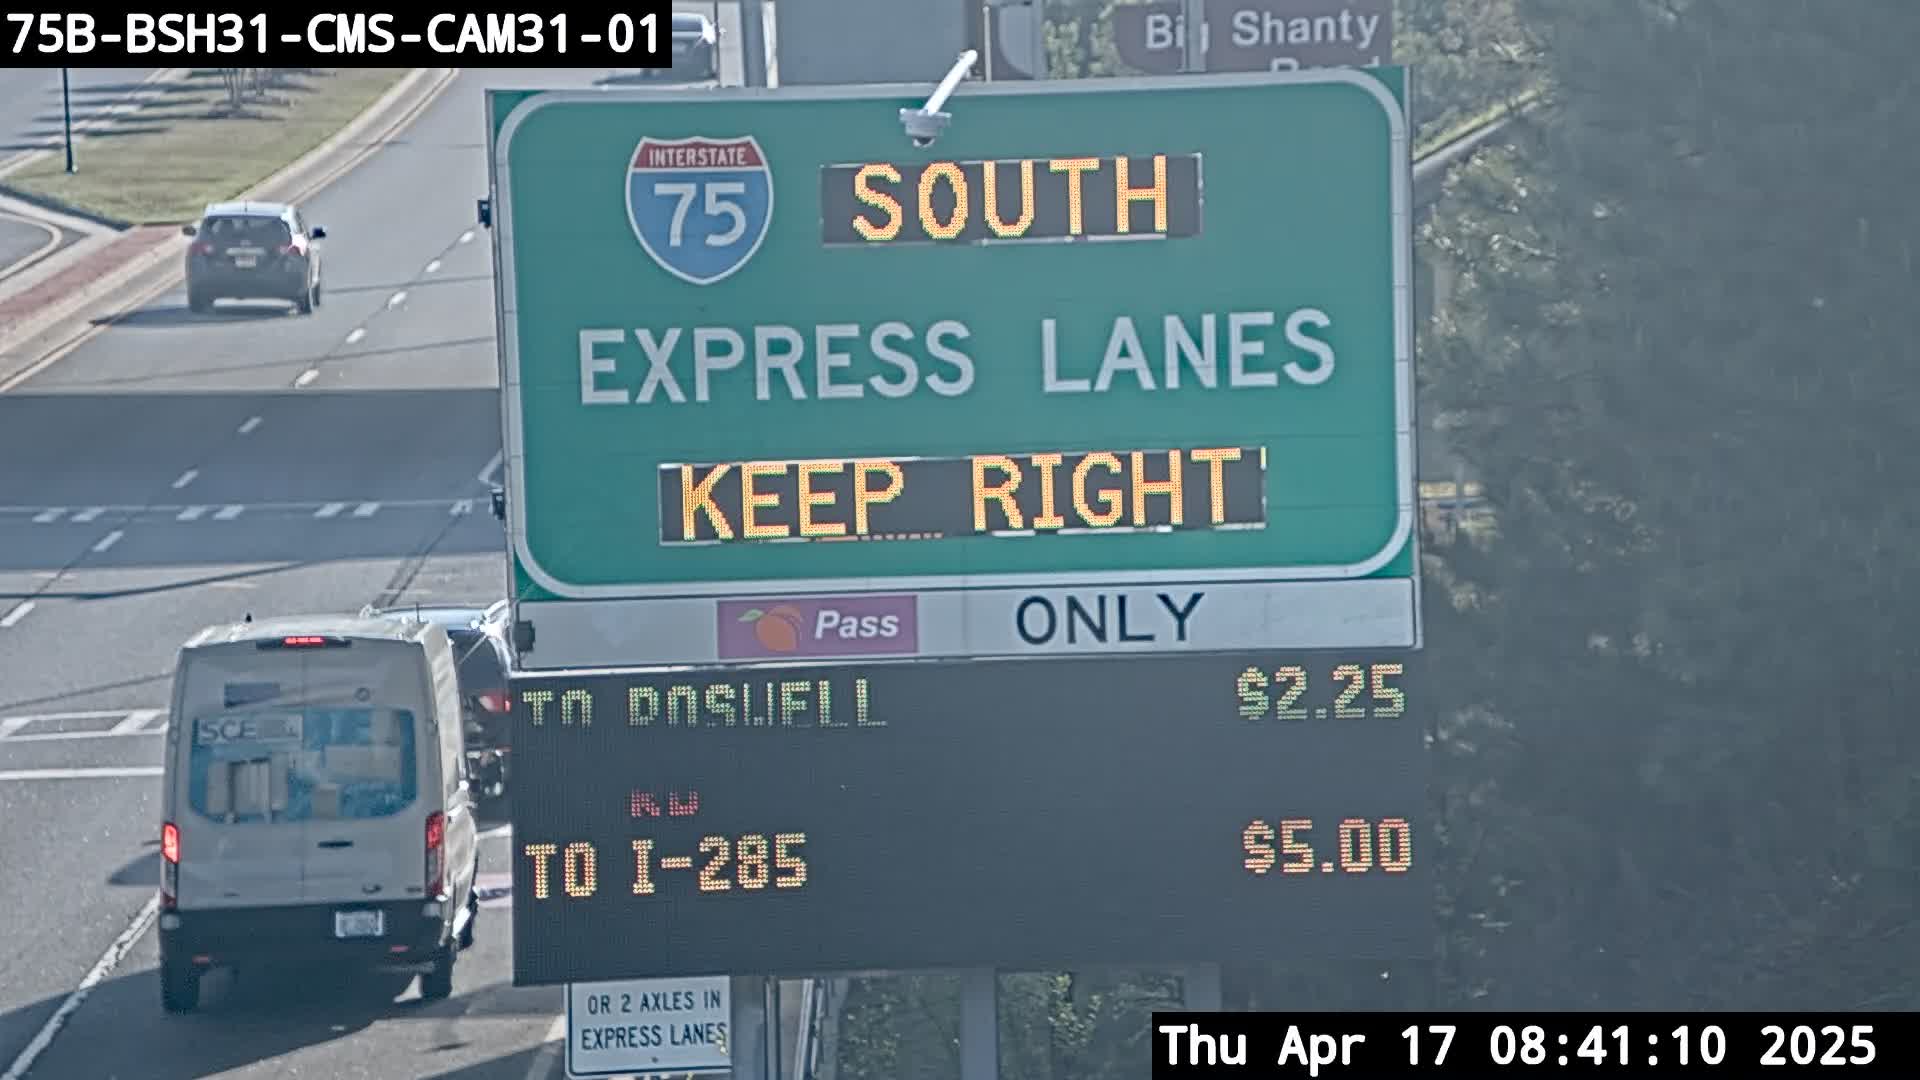 75B-BSH31-CMS-CAM31-01
Big Shanty
Road
INTERSTATE
75
SOUTH
EXPRESS LANES
KEEP RIGHT
Pass
ONLY
TO ROSWELL $2.25
RD
TO I-285 $5.00
OR 2 AXLES IN
EXPRESS LANES
Thu Apr 17 08:41:10 2025